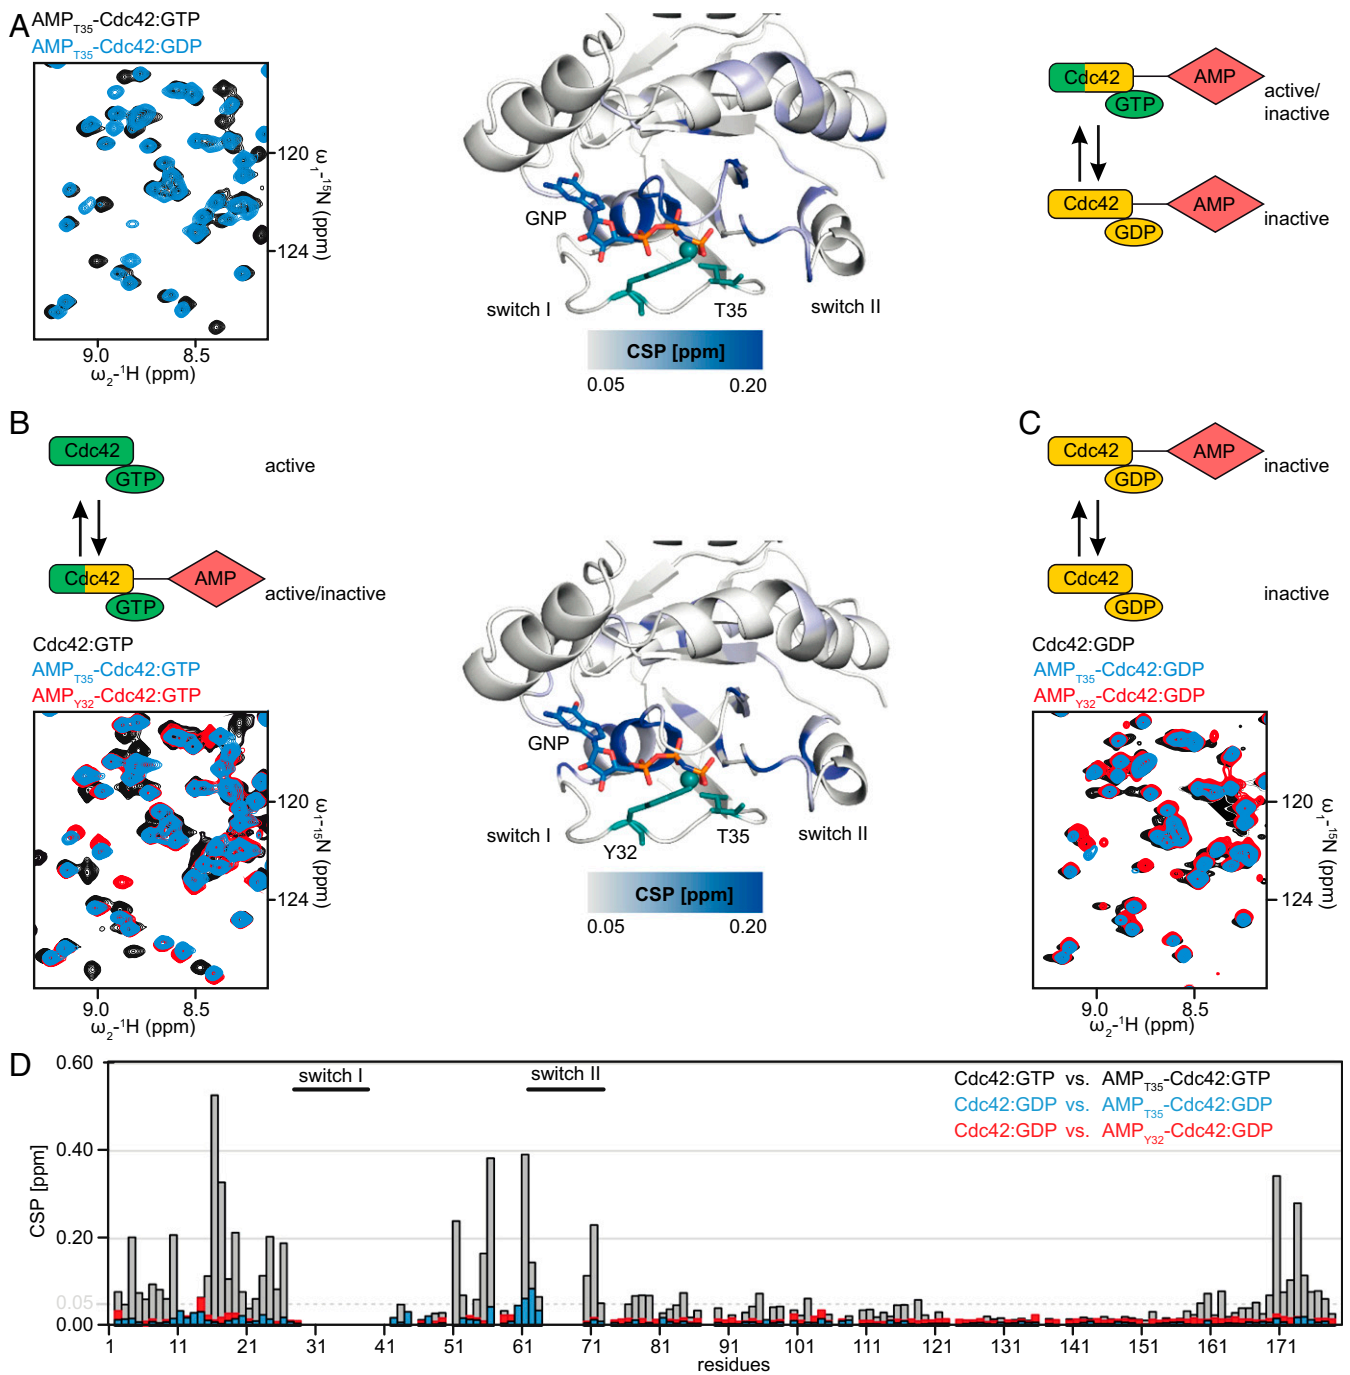 A
AMPT35-Cdc42:GTP
AMPT35-Cdc42:GDP
120
124
ω1-15N (ppm)
9.0 8.5
ω2-1H (ppm)
GNP
switch I
T35
switch II
CSP [ppm]
0.05 0.20
Cdc42
GTP
AMP
active/
inactive
Cdc42
GDP
AMP
inactive
B
Cdc42
GTP
active
Cdc42
GTP
AMP
active/inactive
Cdc42:GTP
AMPT35-Cdc42:GTP
AMPY32-Cdc42:GTP
120
124
ω1-15N (ppm)
9.0 8.5
ω2-1H (ppm)
GNP
switch I
Y32
T35
switch II
CSP [ppm]
0.05 0.20
C
Cdc42
GDP
AMP
inactive
Cdc42
GDP
inactive
Cdc42:GDP
AMPT35-Cdc42:GDP
AMPY32-Cdc42:GDP
120
124
ω1-15N (ppm)
9.0 8.5
ω2-1H (ppm)
D
0.60
0.40
0.20
0.05
0.00
CSP [ppm]
switch I
switch II
Cdc42:GTP vs. AMPT35-Cdc42:GTP
Cdc42:GDP vs. AMPT35-Cdc42:GDP
Cdc42:GDP vs. AMPY32-Cdc42:GDP
1 11 21 31 41 51 61 71 81 91 101 111 121 131 141 151 161 171
residues